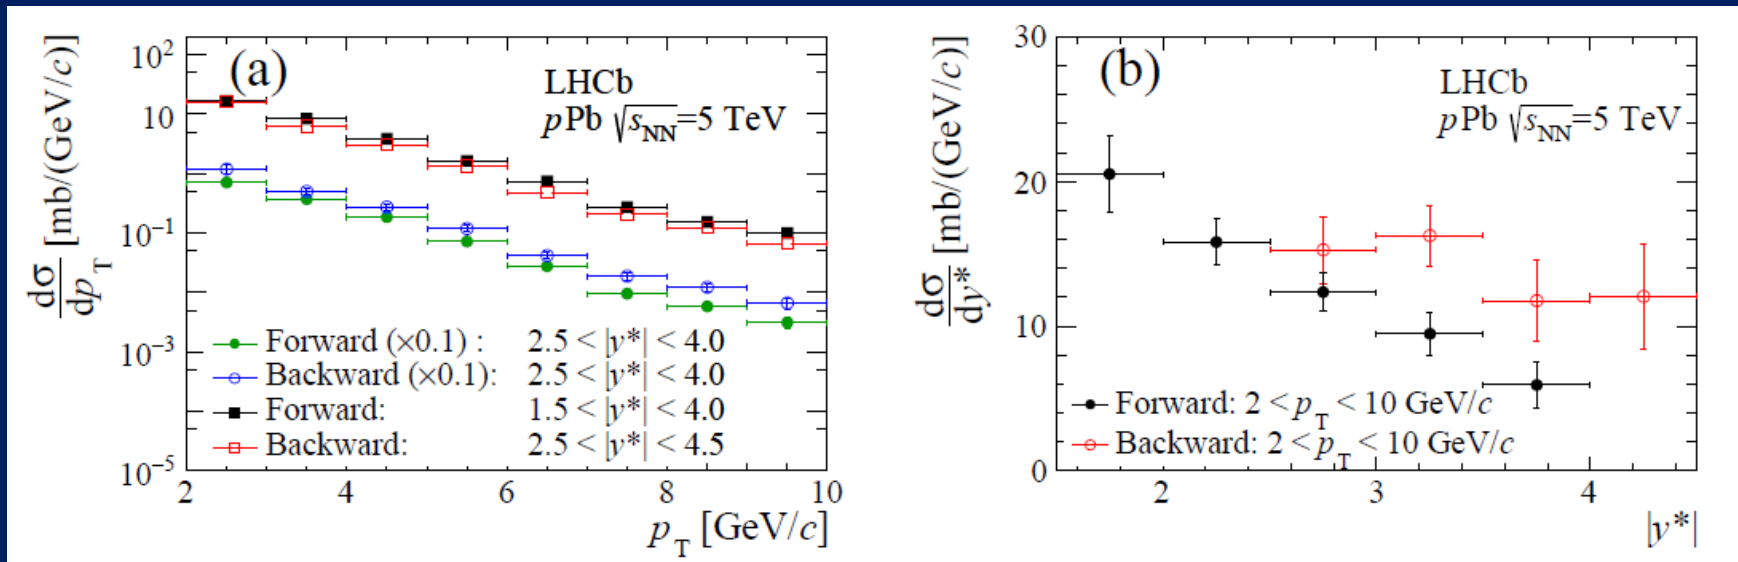 (a)
LHCb
pPb √sNN=5 TeV
dσ/dpT [mb/(GeV/c)]
10²
10
10⁻¹
10⁻³
10⁻⁵
Forward (×0.1) : 2.5 < |y*| < 4.0
Backward (×0.1): 2.5 < |y*| < 4.0
Forward: 1.5 < |y*| < 4.0
Backward: 2.5 < |y*| < 4.5
2 4 6 8 10
pT [GeV/c]
(b)
LHCb
pPb √sNN=5 TeV
dσ/dy* [mb/(GeV/c)]
30
20
10
0
Forward: 2 < pT < 10 GeV/c
Backward: 2 < pT < 10 GeV/c
2 3 4
|y*|